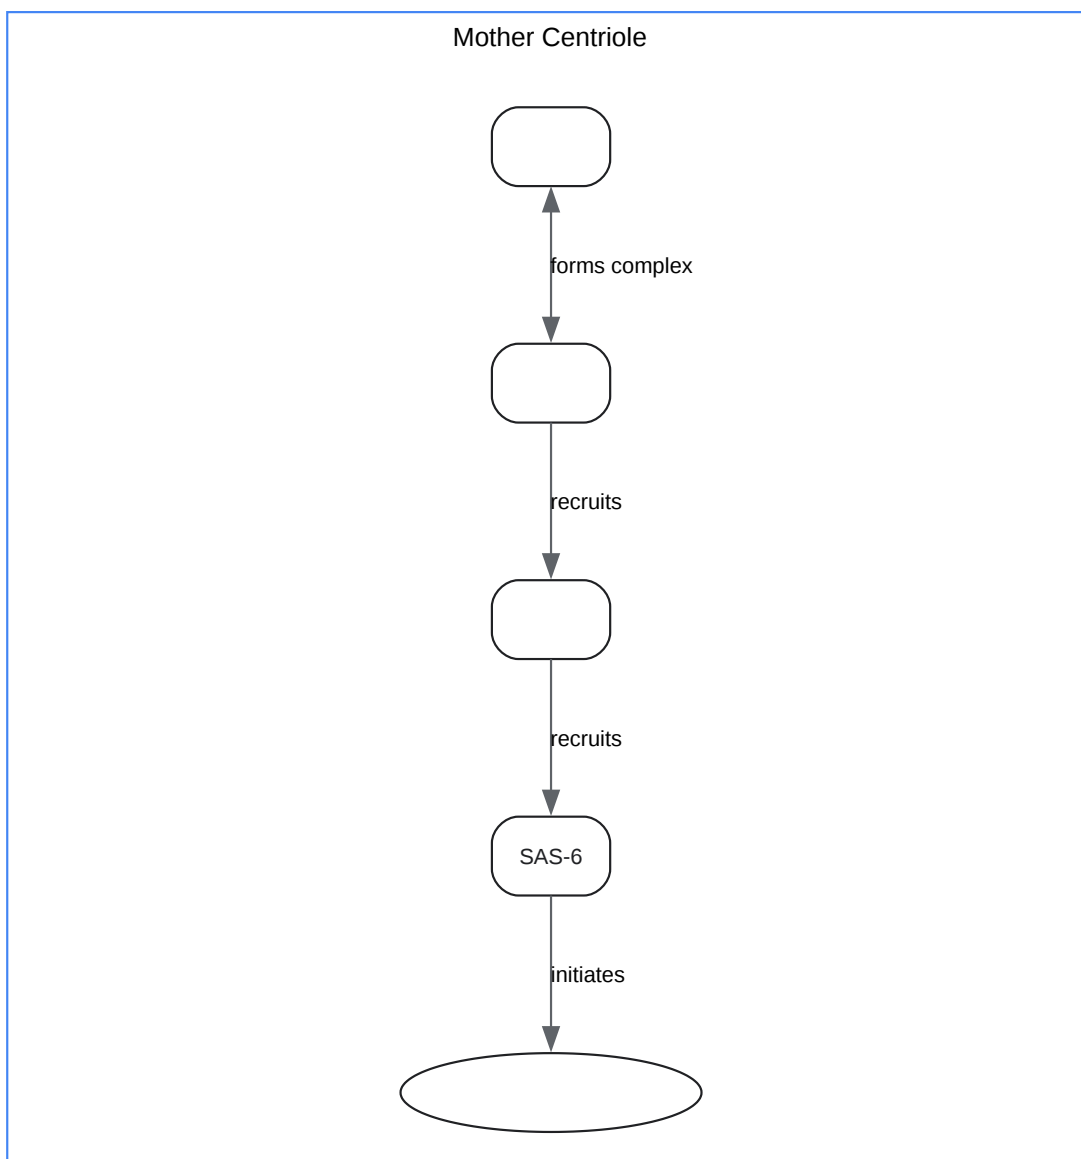 Mother Centriole
forms complex
recruits
recruits
SAS-6
initiates